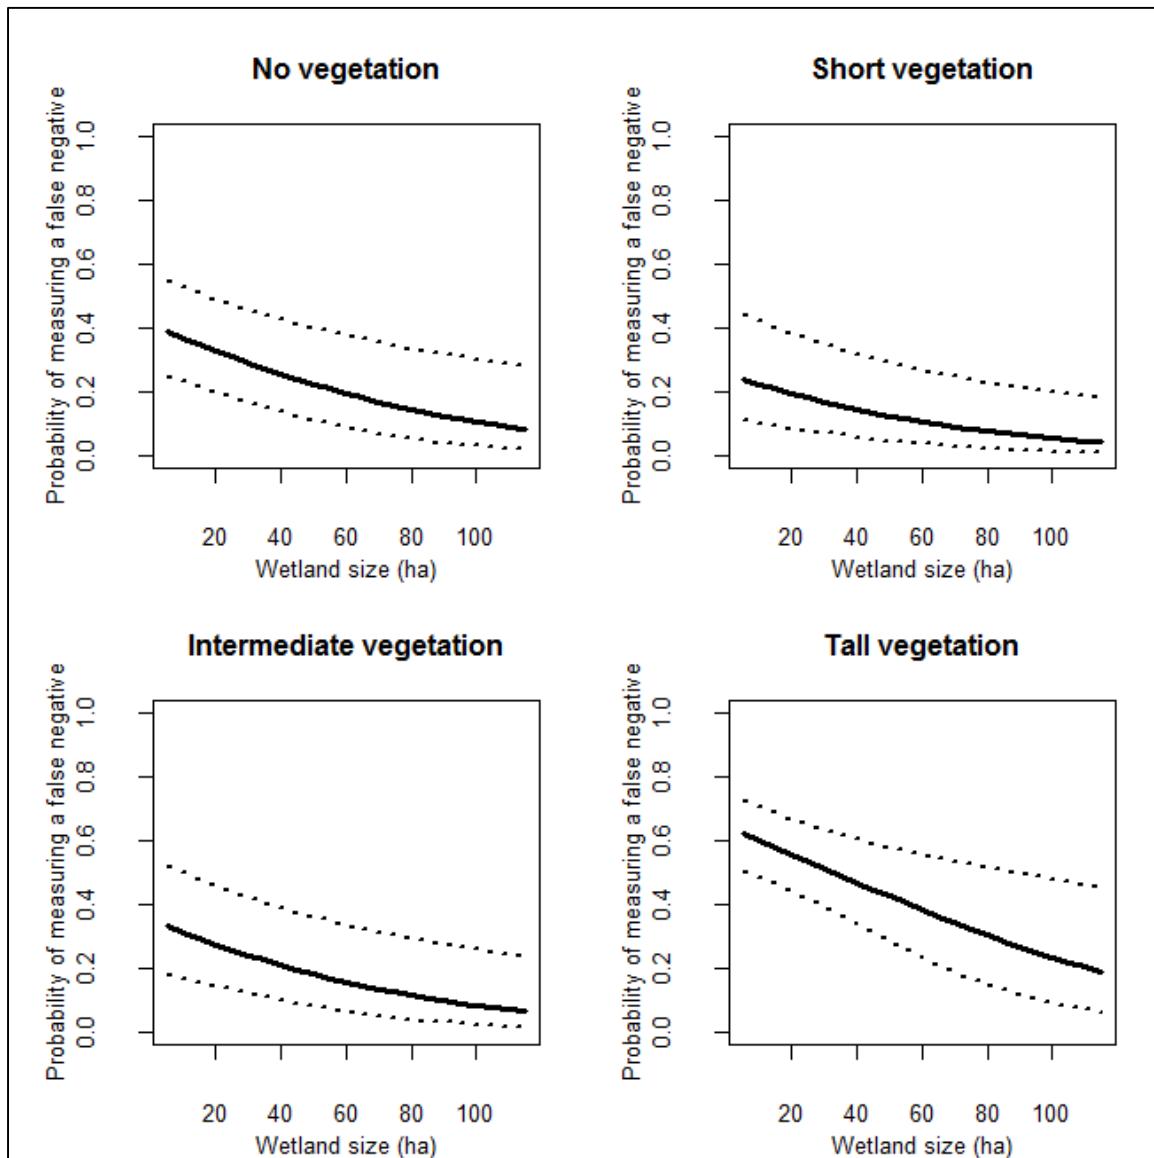 No vegetation
Probability of measuring a false negative
1.0
0.8
0.6
0.4
0.2
0.0
20 40 60 80 100
Wetland size (ha)
Short vegetation
Probability of measuring a false negative
1.0
0.8
0.6
0.4
0.2
0.0
20 40 60 80 100
Wetland size (ha)
Intermediate vegetation
Probability of measuring a false negative
1.0
0.8
0.6
0.4
0.2
0.0
20 40 60 80 100
Wetland size (ha)
Tall vegetation
Probability of measuring a false negative
1.0
0.8
0.6
0.4
0.2
0.0
20 40 60 80 100
Wetland size (ha)